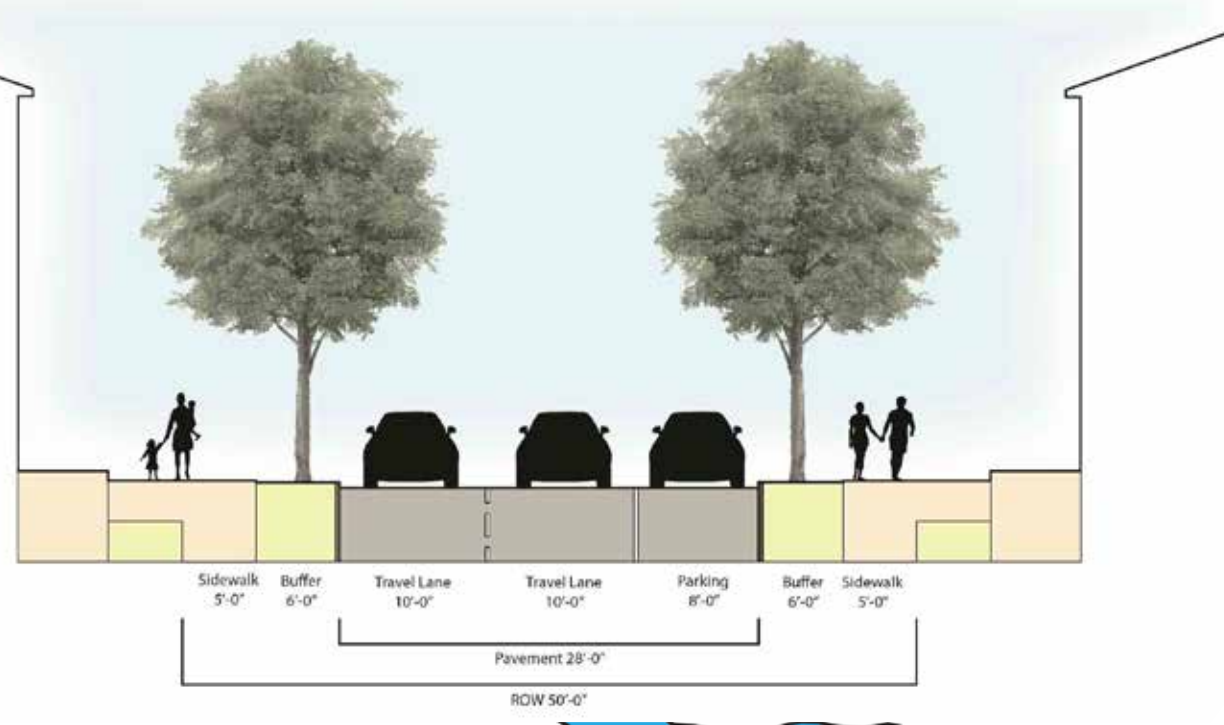 Sidewalk
5'-0"
Buffer
6'-0"
Travel Lane
10'-0"
Travel Lane
10'-0"
Parking
8'-0"
Buffer
6'-0"
Sidewalk
5'-0"
Pavement 28'-0"
ROW 50'-0"